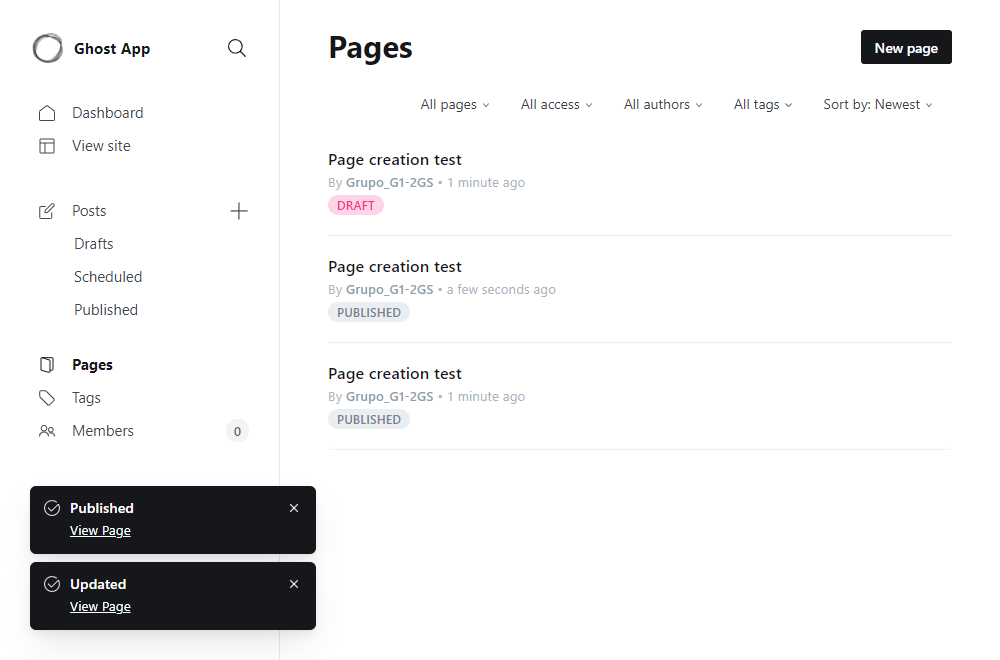 Ghost App
Dashboard
View site
Posts
Drafts
Scheduled
Published
Pages
Tags
Members
0
Published
View Page
Updated
View Page
Pages
New page
All pages
All access
All authors
All tags
Sort by: Newest
Page creation test
By Grupo_G1-2GS • 1 minute ago
DRAFT
Page creation test
By Grupo_G1-2GS • a few seconds ago
PUBLISHED
Page creation test
By Grupo_G1-2GS • 1 minute ago
PUBLISHED